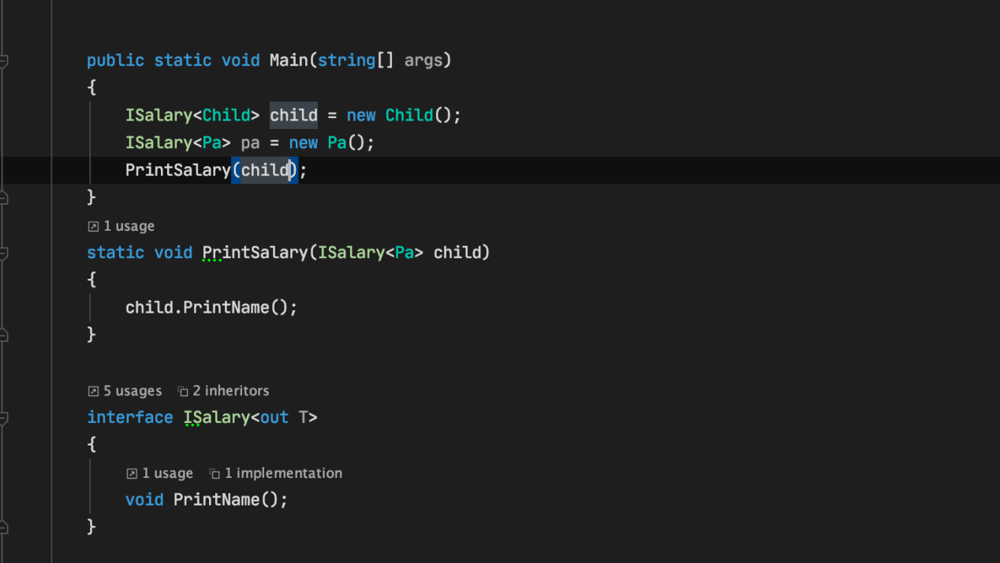 public static void Main(string[] args)
{
ISalary<Child> child = new Child();
ISalary<Pa> pa = new Pa();
PrintSalary(child);
}
1 usage
static void PrintSalary(ISalary<Pa> child)
{
child.PrintName();
}
5 usages 2 inheritors
interface ISalary<out T>
{
1 usage 1 implementation
void PrintName();
}